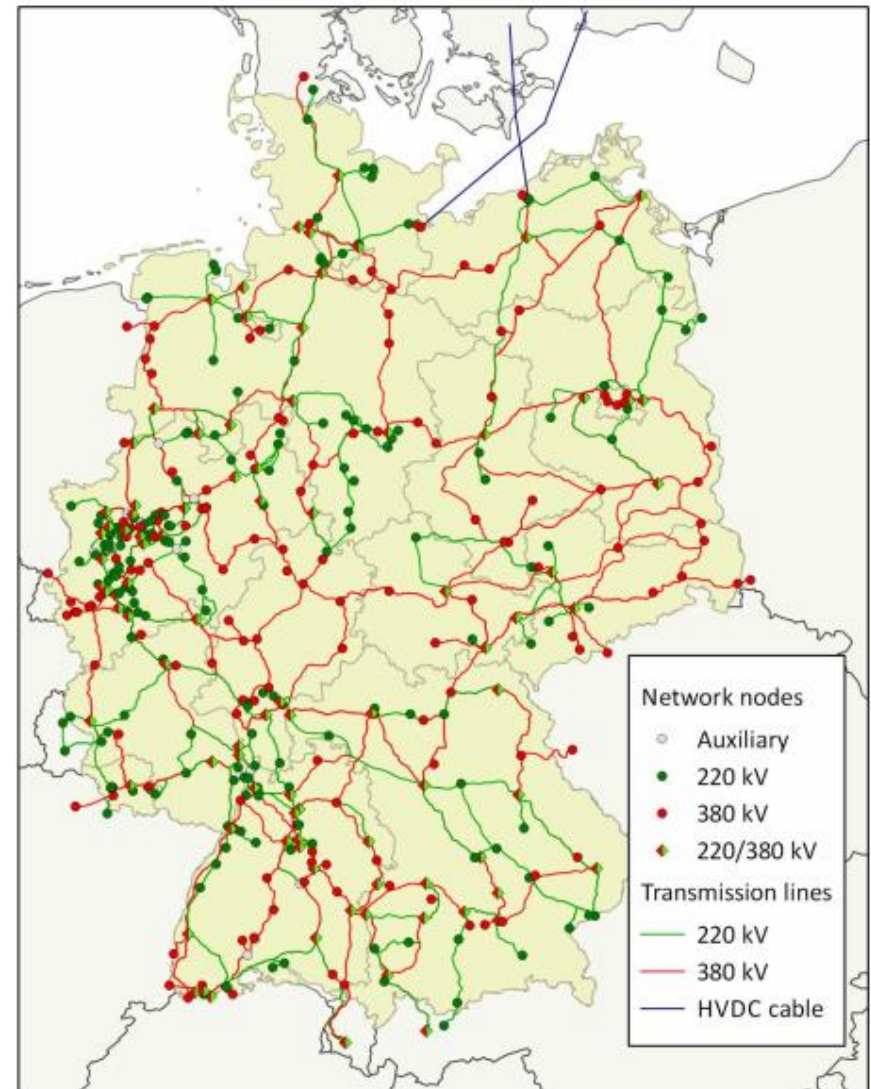 Network nodes
Auxiliary
220 kV
380 kV
220/380 kV
Transmission lines
220 kV
380 kV
HVDC cable